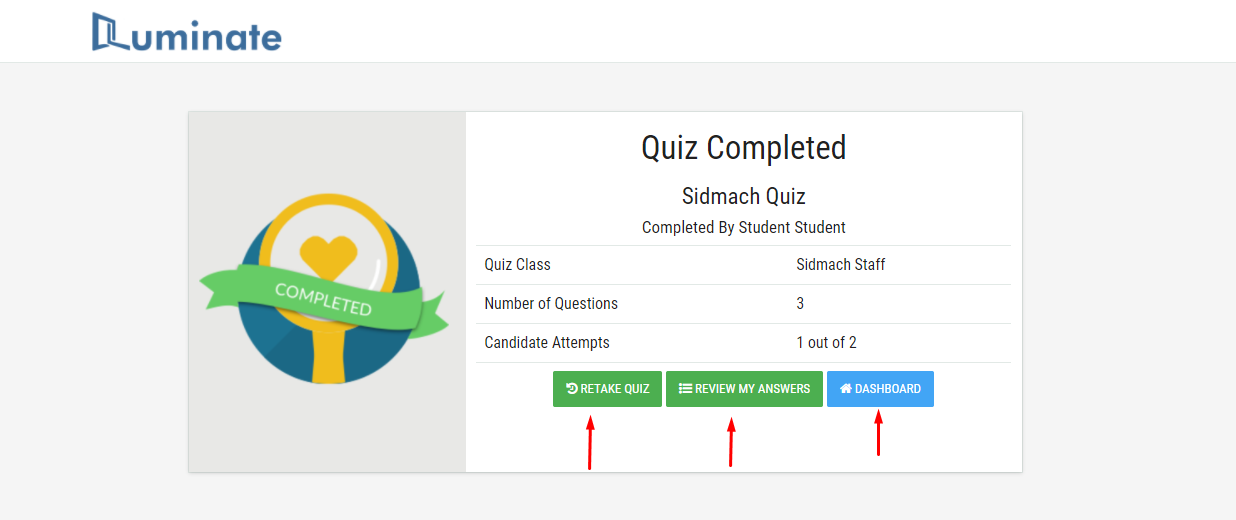 Luminate
Quiz Completed
Sidmach Quiz
Completed By Student Student
Quiz Class Sidmach Staff
Number of Questions 3
Candidate Attempts 1 out of 2
COMPLETED
RETAKE QUIZ REVIEW MY ANSWERS DASHBOARD